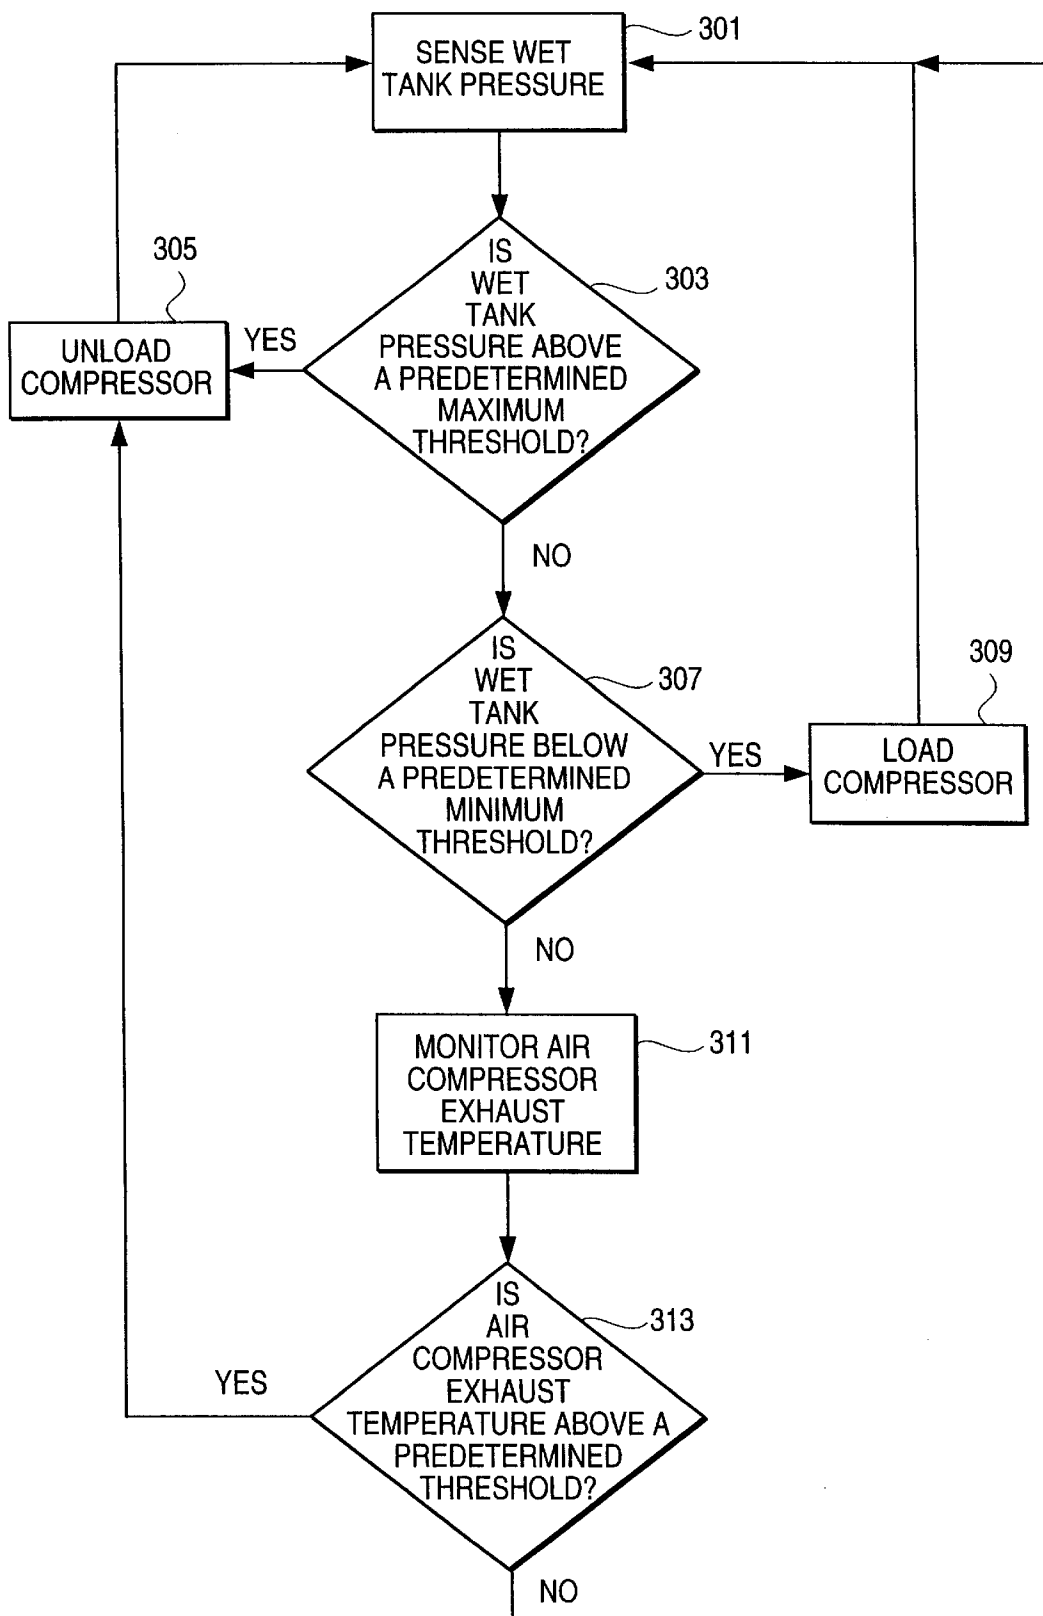 SENSE WET
TANK PRESSURE
301
IS
WET
TANK
PRESSURE ABOVE
A PREDETERMINED
MAXIMUM
THRESHOLD?
303
YES
305
UNLOAD
COMPRESSOR
NO
IS
WET
TANK
PRESSURE BELOW
A PREDETERMINED
MINIMUM
THRESHOLD?
307
YES
309
LOAD
COMPRESSOR
NO
MONITOR AIR
COMPRESSOR
EXHAUST
TEMPERATURE
311
IS
AIR
COMPRESSOR
EXHAUST
TEMPERATURE ABOVE A
PREDETERMINED
THRESHOLD?
313
YES
NO